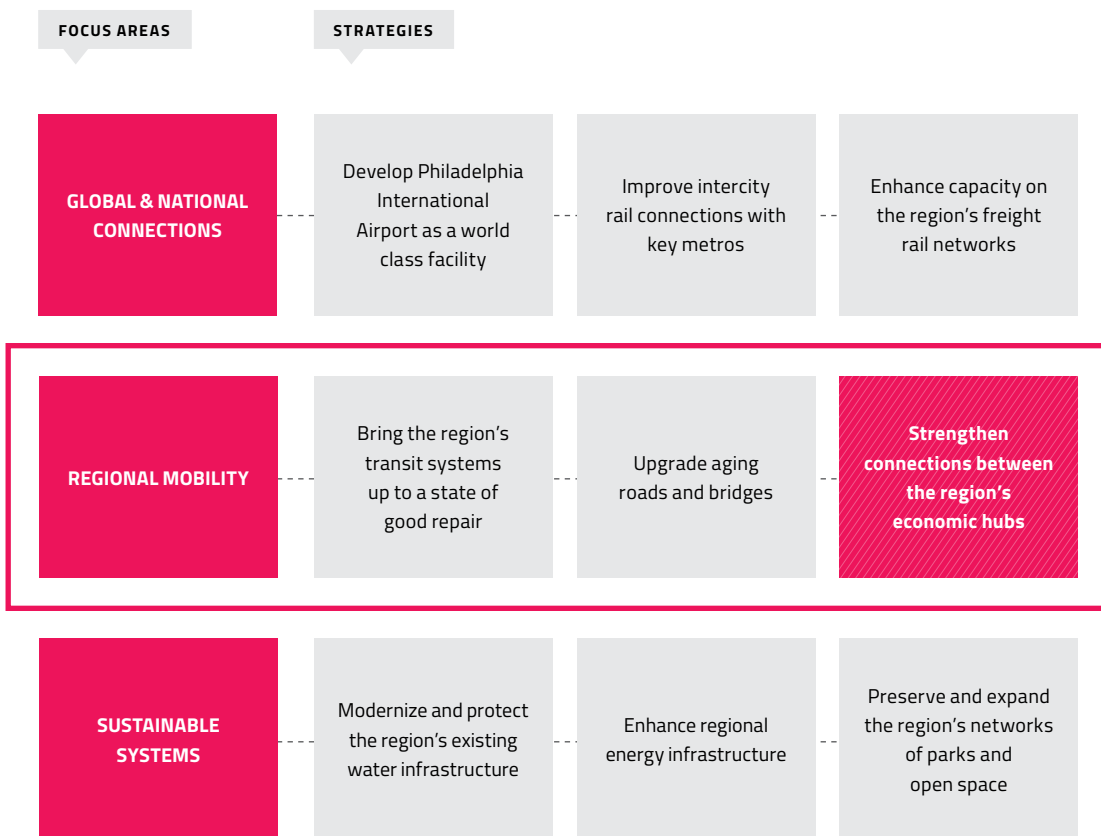 FOCUS AREAS
STRATEGIES
GLOBAL & NATIONAL
CONNECTIONS
Develop Philadelphia
International
Airport as a world
class facility
Improve intercity
rail connections with
key metros
Enhance capacity on
the region’s freight
rail networks
REGIONAL MOBILITY
Bring the region’s
transit systems
up to a state of
good repair
Upgrade aging
roads and bridges
Strengthen
connections between
the region’s
economic hubs
SUSTAINABLE
SYSTEMS
Modernize and protect
the region’s existing
water infrastructure
Enhance regional
energy infrastructure
Preserve and expand
the region’s networks
of parks and
open space